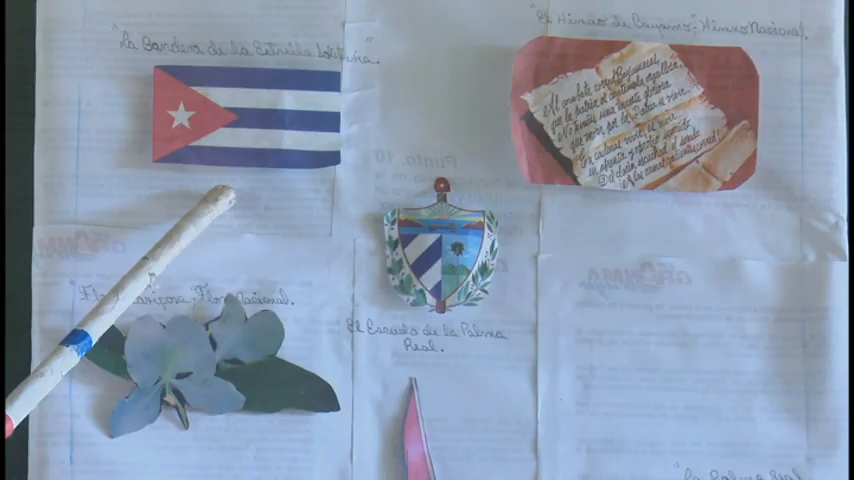 "La Bandera de la Estrella Solitaria".
"El Himno de Bayamo" Himno Nacional.
Al combate corred Bayameses,
que la patria os contempla orgullosa.
No temáis una muerte gloriosa
que morir por la Patria es vivir.
En cadenas vivir, es vivir
en afrenta y oprobio sumido
Del clarín escuchad el sonido
¡a las armas valientes corred!
Punto. 10
Flor Mariposa. Flor Nacional.
El Escudo de la Palma
Real.
"La Palma Real